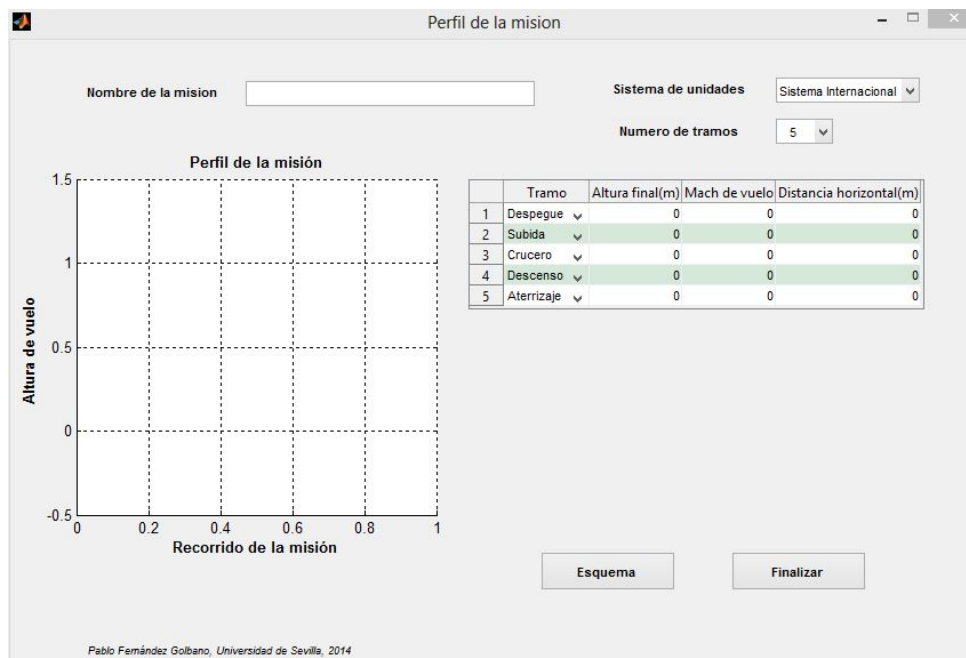 Perfil de la mision
Nombre de la mision
Sistema de unidades
Sistema Internacional
Numero de tramos
5
Perfil de la misión
1.5
1
0.5
0
-0.5
0 0.2 0.4 0.6 0.8 1
Altura de vuelo
Recorrido de la misión
Tramo Altura final(m) Mach de vuelo Distancia horizontal(m)
1 Despegue 0 0 0
2 Subida 0 0 0
3 Crucero 0 0 0
4 Descenso 0 0 0
5 Aterrizaje 0 0 0
Esquema
Finalizar
Pablo Fernández Golbano, Universidad de Sevilla, 2014